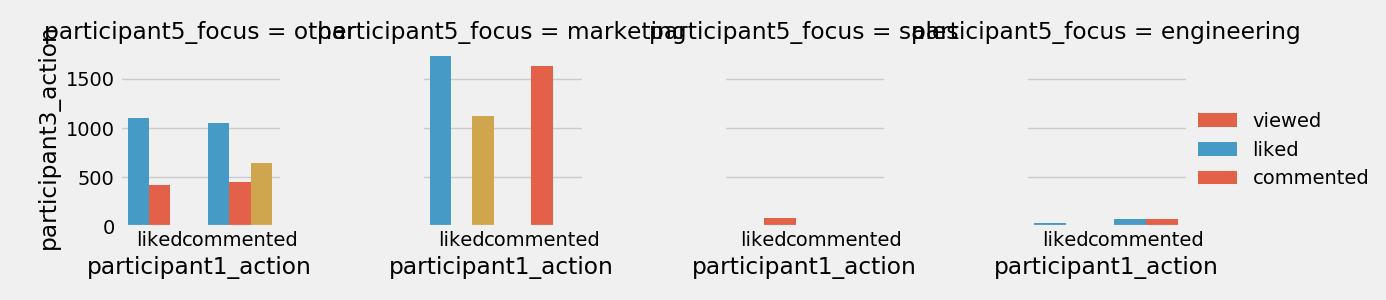 participant5_focus = other
participant5_focus = marketing
participant5_focus = sales
participant5_focus = engineering
participant3_action
1500
1000
500
0
liked commented
liked commented
liked commented
liked commented
participant1_action
participant1_action
participant1_action
participant1_action
viewed
liked
commented